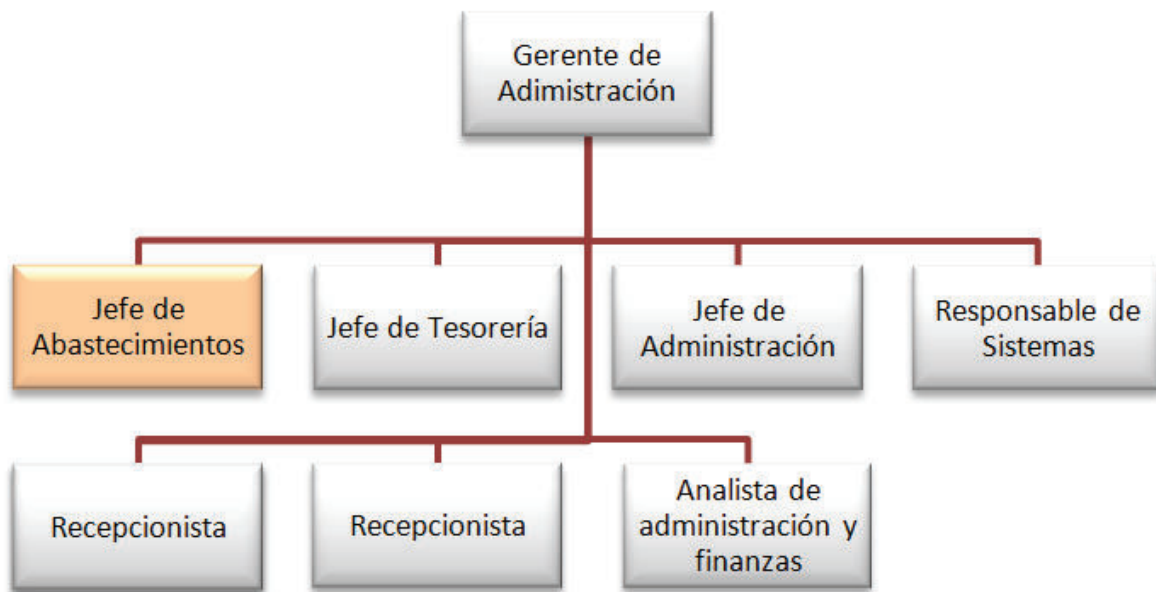 Gerente de
Adimistración
Jefe de
Abastecimientos
Jefe de Tesorería
Jefe de
Administración
Responsable de
Sistemas
Recepcionista
Recepcionista
Analista de
administración y
finanzas